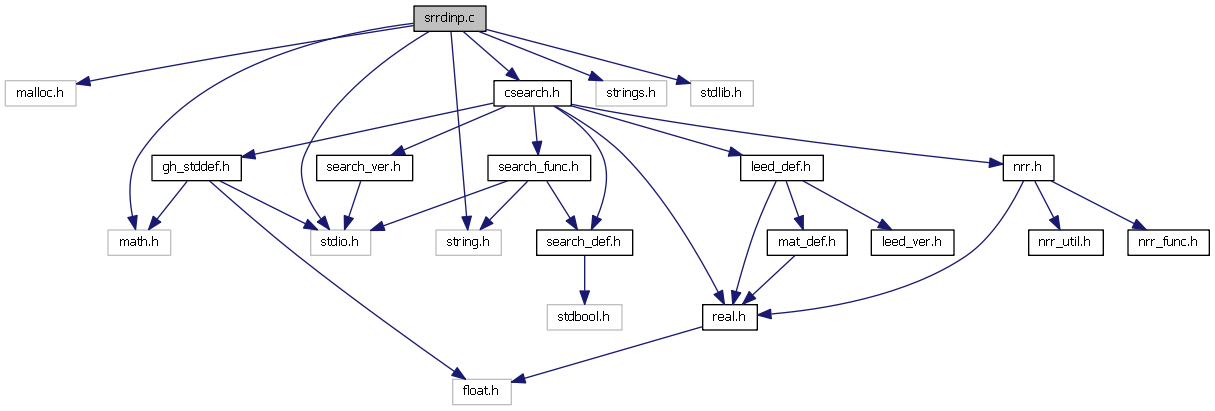 srrdinp.c
malloc.h
csearch.h
strings.h
stdlib.h
gh_stddef.h
search_ver.h
search_func.h
leed_def.h
nrr.h
math.h
stdio.h
string.h
search_def.h
mat_def.h
leed_ver.h
nrr_util.h
nrr_func.h
stdbool.h
real.h
float.h